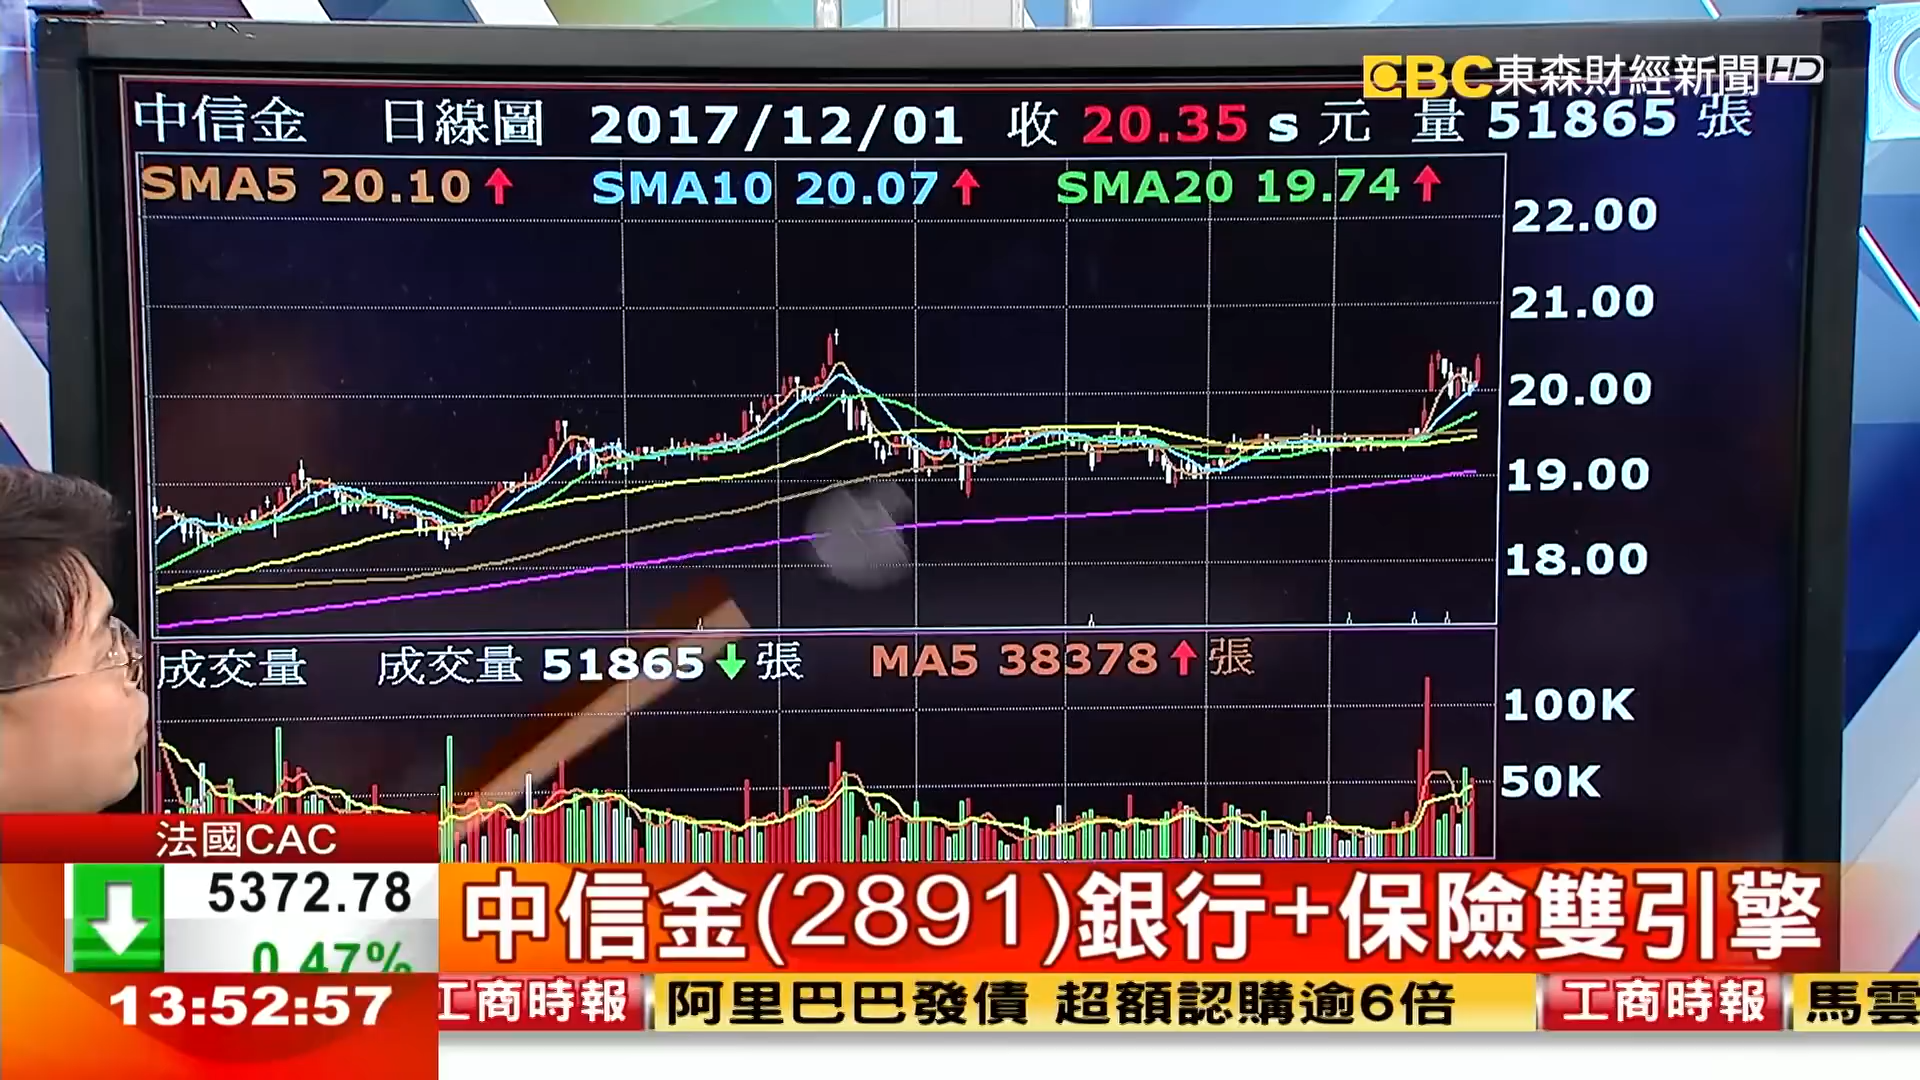 EBC東森財經新聞HD
中信金 日線圖 2017/12/01 收 20.35 s 元 量 51865 張
SMA5 20.10↑ SMA10 20.07↑ SMA20 19.74↑
22.00
21.00
20.00
19.00
18.00
成交量 成交量 51865↓張 MA5 38378↑張
100K
50K
法國CAC
5372.78
0.47%
13:52:57
中信金(2891)銀行+保險雙引擎
工商時報 阿里巴巴發債 超額認購逾6倍 工商時報 馬雲